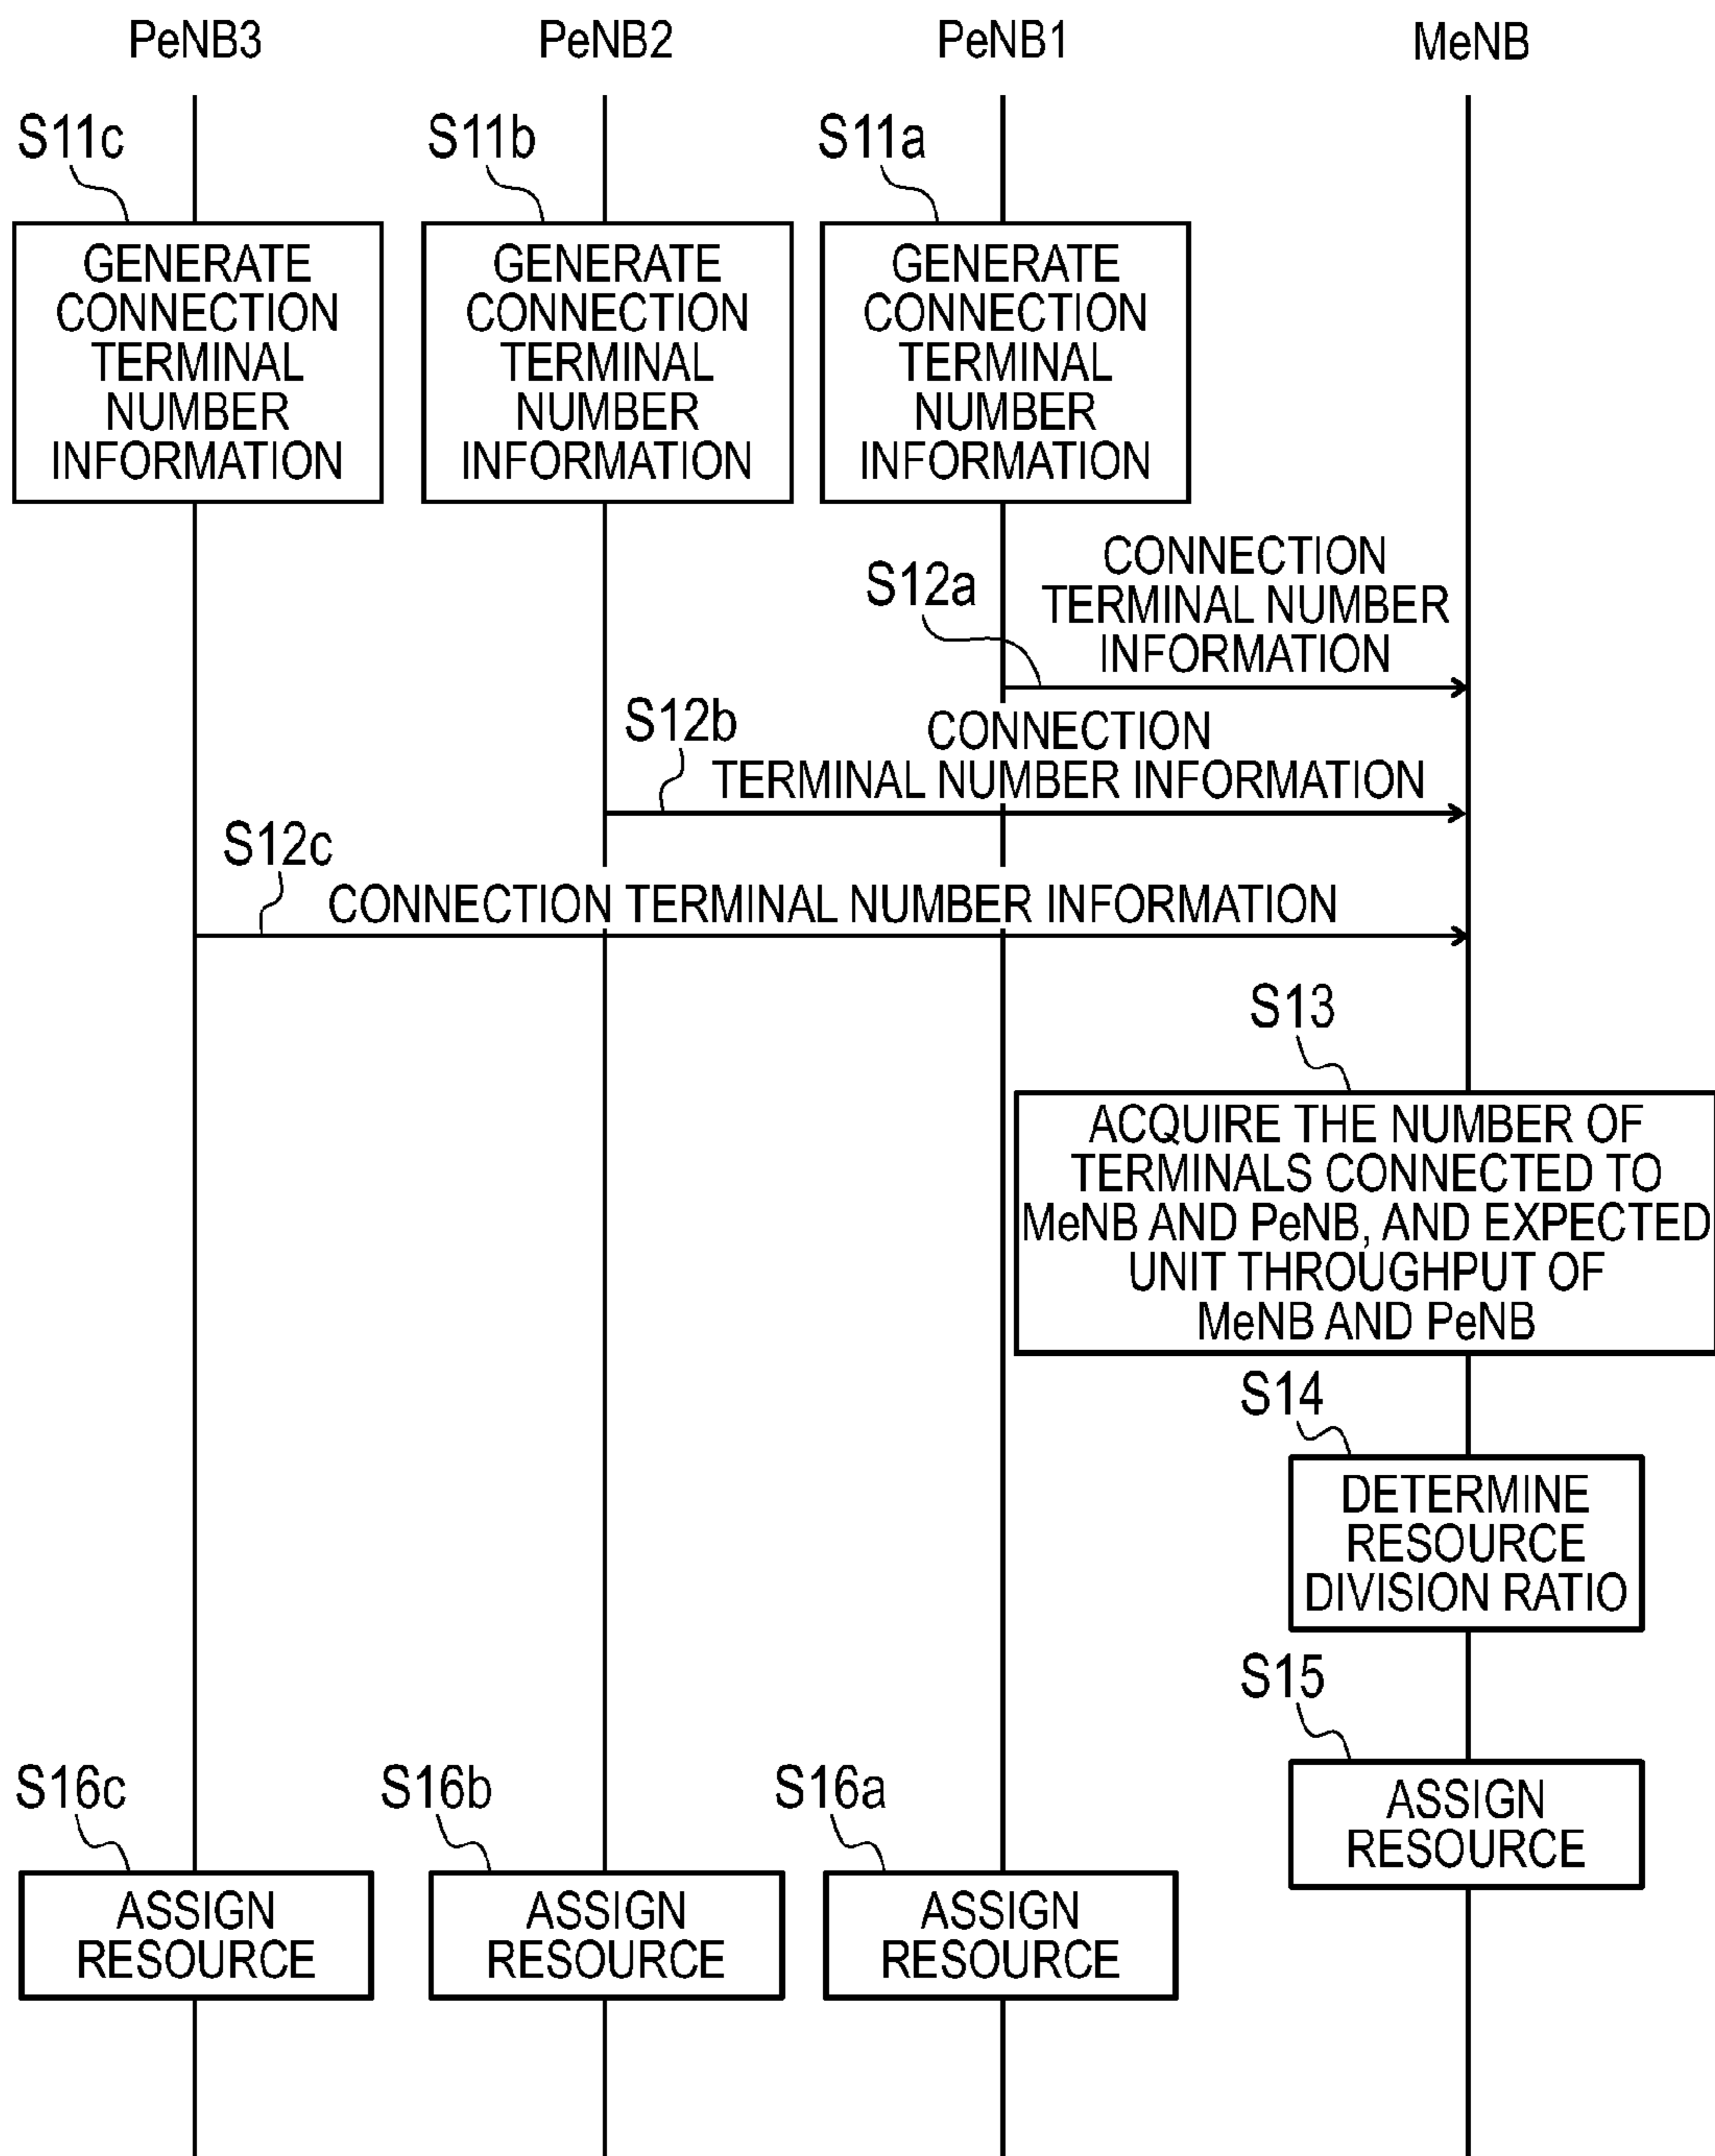 PeNB3
PeNB2
PeNB1
MeNB
S11c
S11b
S11a
GENERATE
CONNECTION
TERMINAL
NUMBER
INFORMATION
GENERATE
CONNECTION
TERMINAL
NUMBER
INFORMATION
GENERATE
CONNECTION
TERMINAL
NUMBER
INFORMATION
S12a
CONNECTION
TERMINAL NUMBER
INFORMATION
S12b
CONNECTION
TERMINAL NUMBER INFORMATION
S12c
CONNECTION TERMINAL NUMBER INFORMATION
S13
ACQUIRE THE NUMBER OF
TERMINALS CONNECTED TO
MeNB AND PeNB, AND EXPECTED
UNIT THROUGHPUT OF
MeNB AND PeNB
S14
DETERMINE
RESOURCE
DIVISION RATIO
S15
ASSIGN
RESOURCE
S16c
S16b
S16a
ASSIGN
RESOURCE
ASSIGN
RESOURCE
ASSIGN
RESOURCE